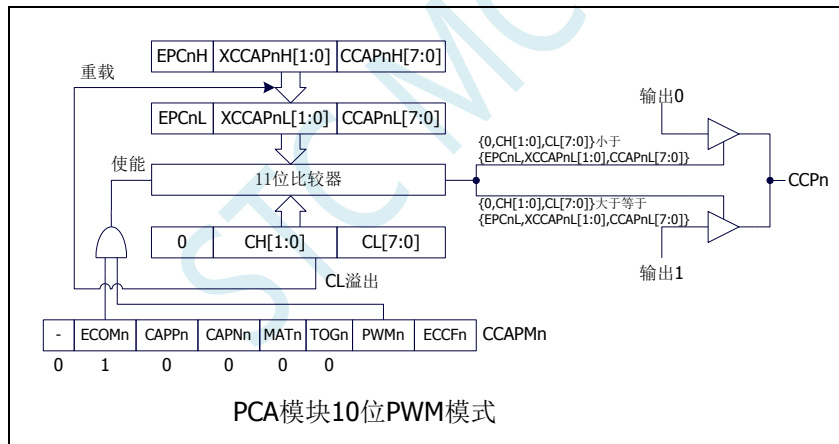 EPCnH XCCAPnH[1:0] CCAPnH[7:0]
重载
EPCnL XCCAPnL[1:0] CCAPnL[7:0]
输出0
使能
{0,CH[1:0],CL[7:0]}小于
{EPCnL,XCCAPnL[1:0],CCAPnL[7:0]}
11位比较器
CCPn
{0,CH[1:0],CL[7:0]}大于等于
{EPCnL,XCCAPnL[1:0],CCAPnL[7:0]}
0 CH[1:0] CL[7:0]
CL溢出
输出1
- ECOMn CAPPn CAPNn MATn TOGn PWMn ECCFn CCAPMn
0 1 0 0 0 0
PCA模块10位PWM模式
STC MC